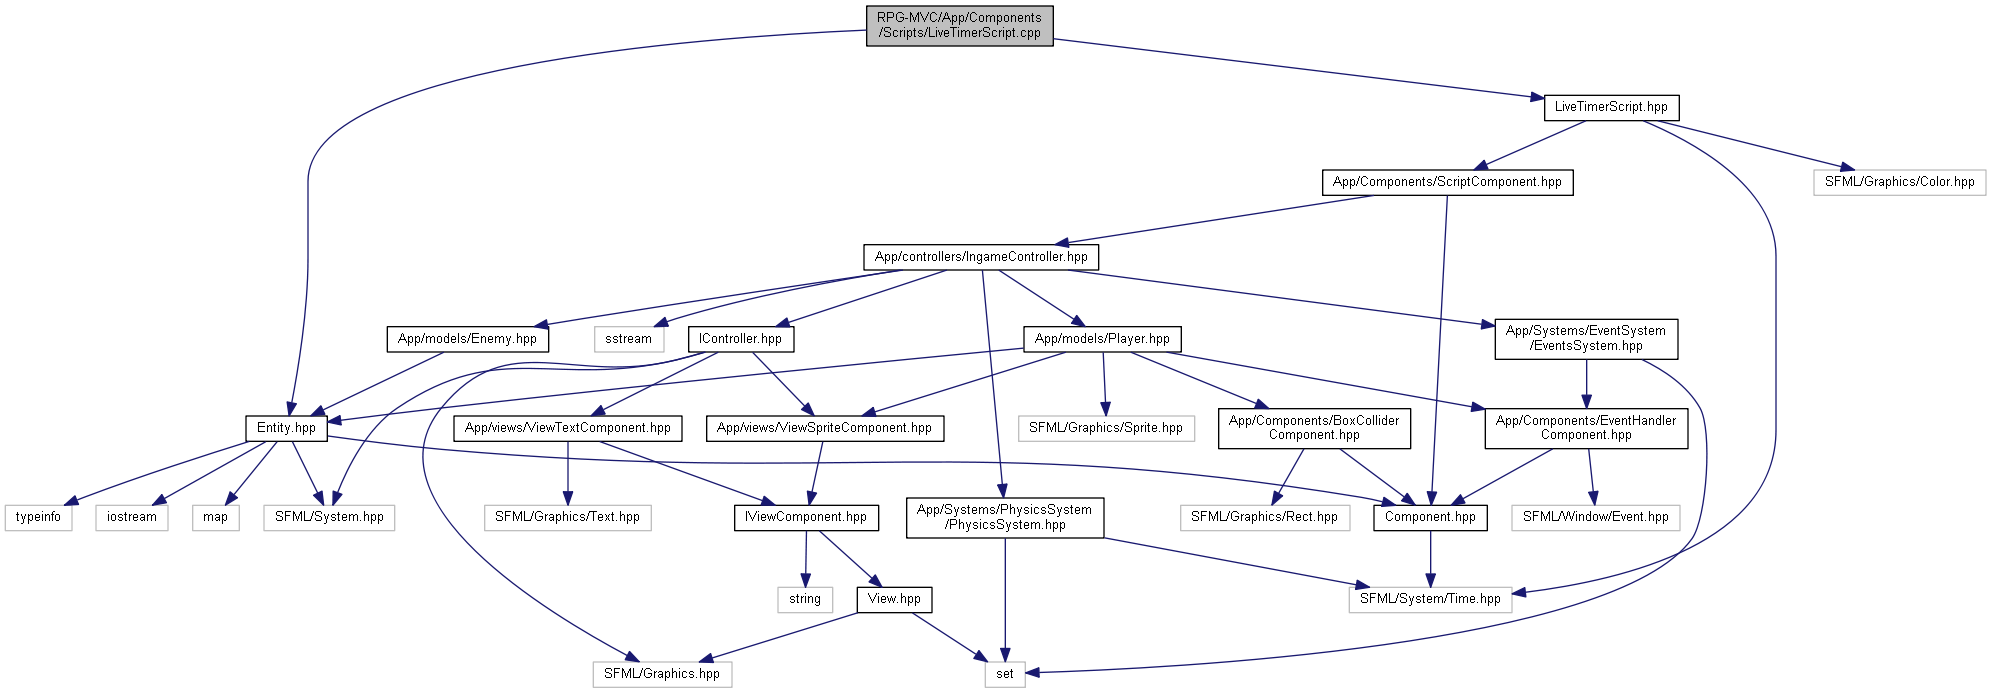 RPG-MVC/App/Components
/Scripts/LiveTimerScript.cpp
LiveTimerScript.hpp
App/Components/ScriptComponent.hpp
SFML/Graphics/Color.hpp
App/controllers/IngameController.hpp
App/models/Enemy.hpp
sstream
IController.hpp
App/models/Player.hpp
App/Systems/EventSystem
/EventsSystem.hpp
Entity.hpp
App/views/ViewTextComponent.hpp
App/views/ViewSpriteComponent.hpp
SFML/Graphics/Sprite.hpp
App/Components/BoxCollider
Component.hpp
App/Components/EventHandler
Component.hpp
typeinfo
iostream
map
SFML/System.hpp
SFML/Graphics/Text.hpp
IViewComponent.hpp
App/Systems/PhysicsSystem
/PhysicsSystem.hpp
SFML/Graphics/Rect.hpp
Component.hpp
SFML/Window/Event.hpp
string
View.hpp
SFML/System/Time.hpp
SFML/Graphics.hpp
set